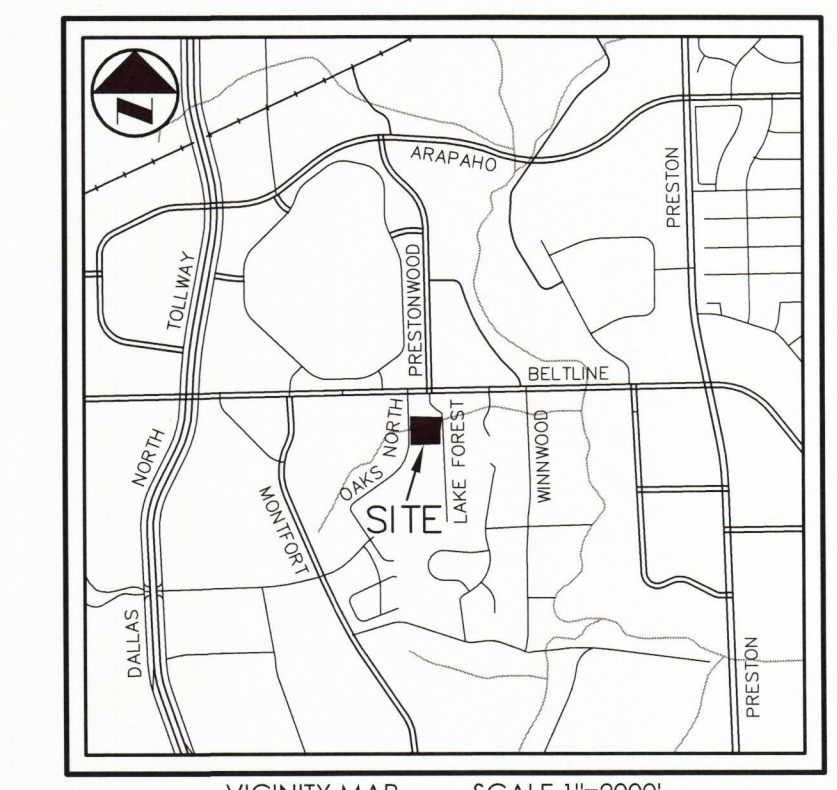 N
ARAPAHO
PRESTON
TOLLWAY
PRESTONWOOD
BELTLINE
NORTH
OAKS NORTH
LAKE FOREST
WINNWOOD
SITE
MONTFORT
DALLAS
PRESTON
VICINITY MAP SCALE 1"=2000'